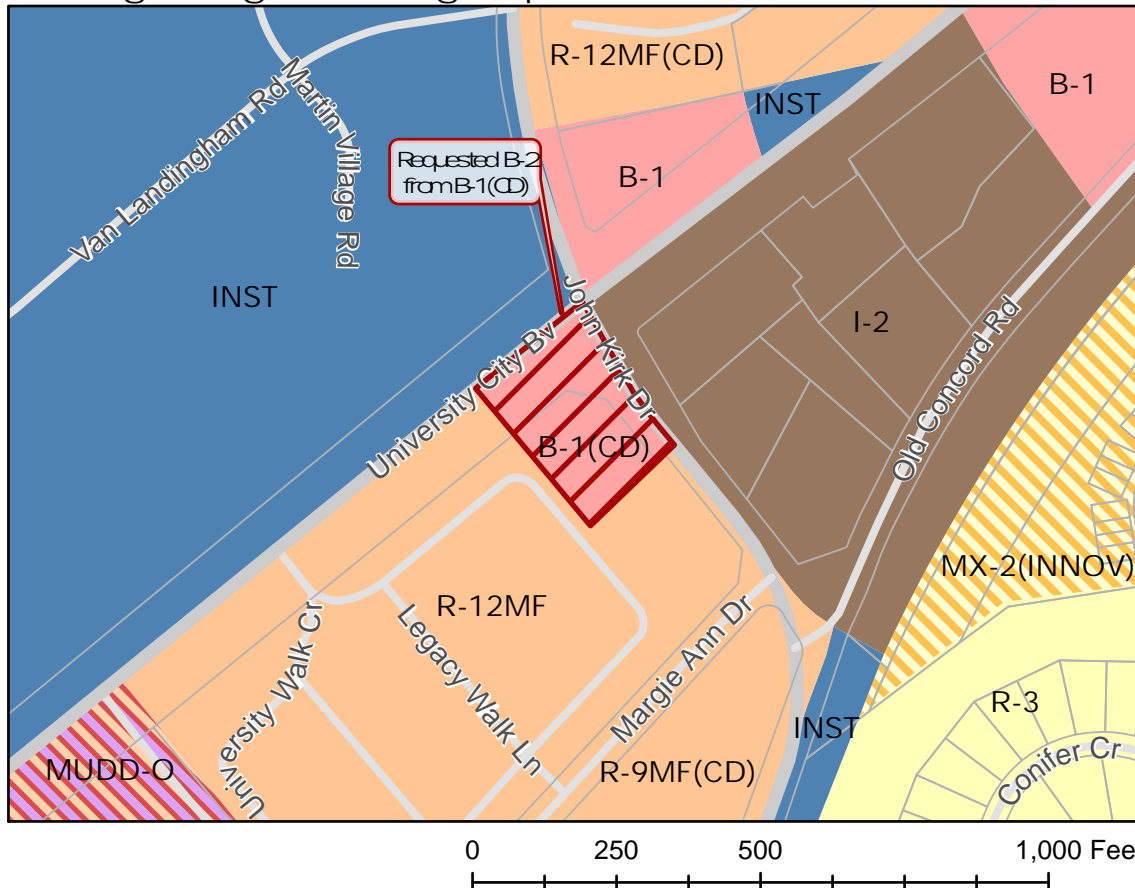 R-12MF(CD)
B-1
INST
Van Landingham Rd
Martin Village Rd
Requested B-2
from B-1(CD)
B-1
INST
John Kirk Dr
I-2
University City Bv
Old Concord Rd
B-1(CD)
MX-2(INNOV)
R-12MF
University Walk Cr
Legacy Walk Ln
Margie Ann Dr
R-3
INST
Conifer Cr
MUDD-O
R-9MF(CD)
0 250 500 1,000 Fee